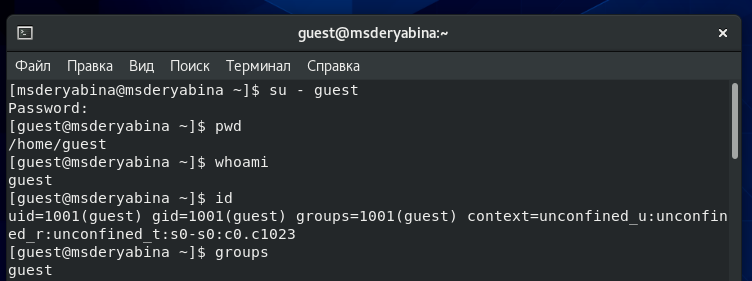 guest@msderyabina:~
Файл Правка Вид Поиск Терминал Справка
[msderyabina@msderyabina ~]$ su - guest
Password:
[guest@msderyabina ~]$ pwd
/home/guest
[guest@msderyabina ~]$ whoami
guest
[guest@msderyabina ~]$ id
uid=1001(guest) gid=1001(guest) groups=1001(guest) context=unconfined_u:unconfin
ed_r:unconfined_t:s0-s0:c0.c1023
[guest@msderyabina ~]$ groups
guest